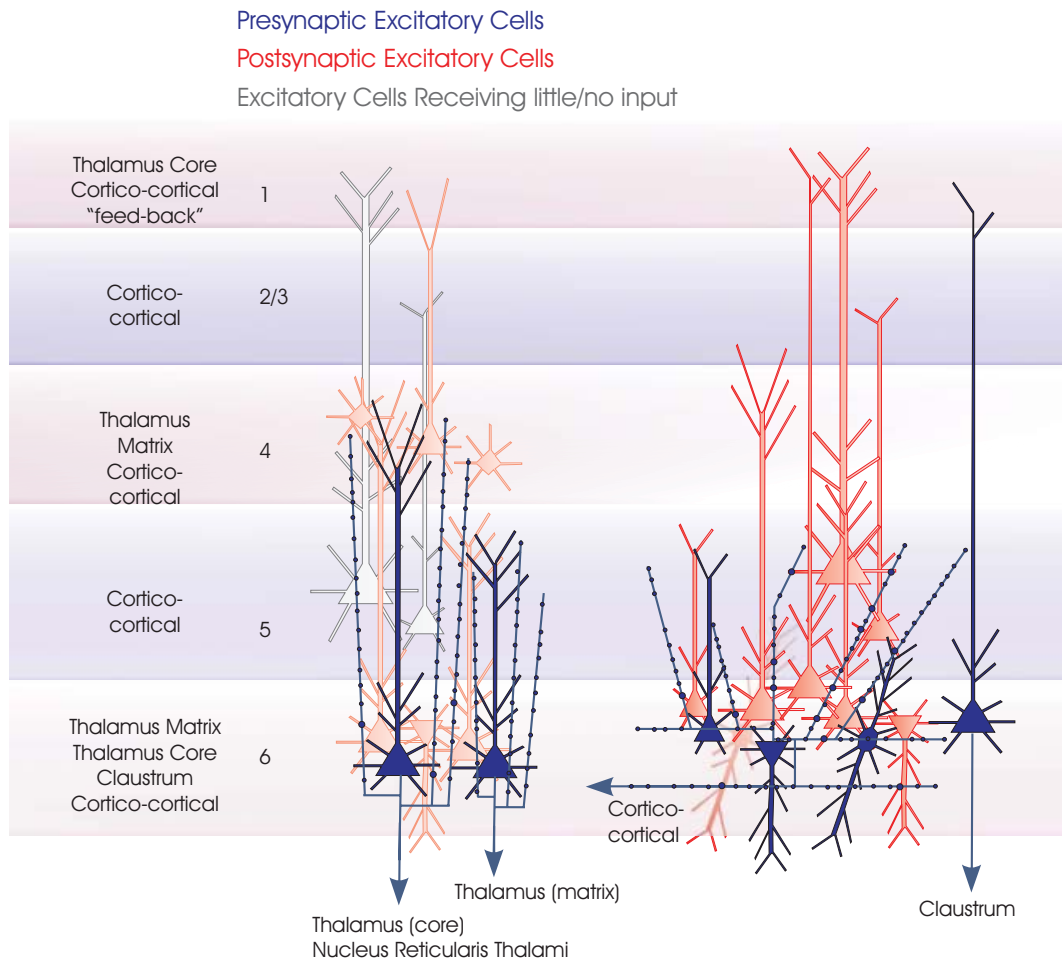 Presynaptic Excitatory Cells
Postsynaptic Excitatory Cells
Excitatory Cells Receiving little/no input
Thalamus Core
Cortico-cortical
"feed-back"
1
Cortico-
cortical
2/3
Thalamus
Matrix
Cortico-
cortical
4
Cortico-
cortical
5
Thalamus Matrix
Thalamus Core
Claustrum
Cortico-cortical
6
Cortico-
cortical
Thalamus (matrix)
Thalamus (core)
Nucleus Reticularis Thalami
Claustrum